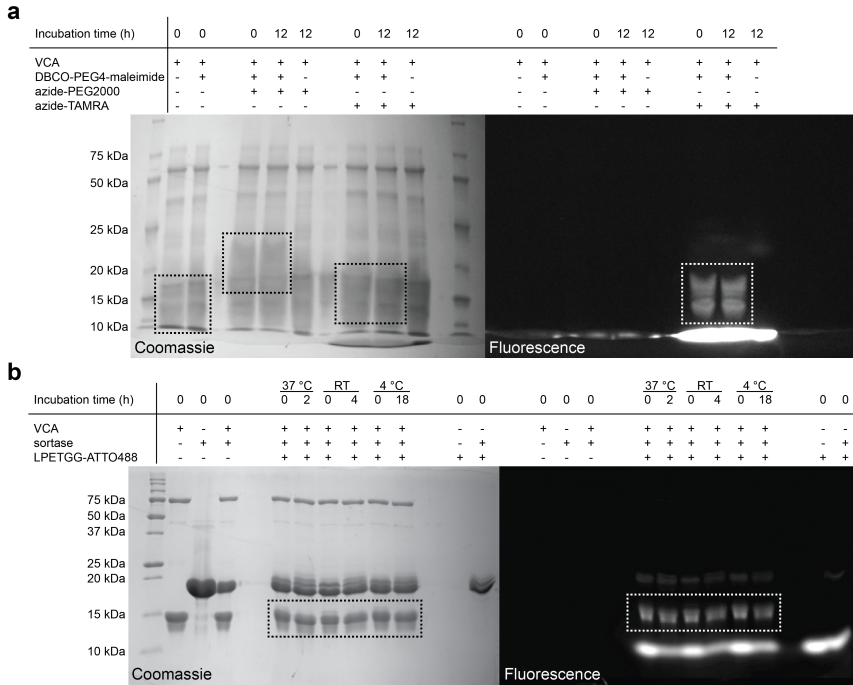 a
Incubation time (h) 0 0 0 12 12 0 12 12 0 0 0 12 12 0 12 12
VCA + + + + + + + + + + + + + + + +
DBCO-PEG4-maleimide - + + + - + + - - + + + - + + -
azide-PEG2000 - - + + + - - - - - + + + - - -
azide-TAMRA - - - - - + + + - - - - - + + +
75 kDa
50 kDa
25 kDa
20 kDa
15 kDa
10 kDa
Coomassie Fluorescence
b
37 °C RT 4 °C 37 °C RT 4 °C
Incubation time (h) 0 0 0 0 2 0 4 0 18 0 0 0 0 0 0 2 0 4 0 18 0 0
VCA + - + + + + + + + - - + - + + + + + + + - -
sortase - + + + + + + + + - + - + + + + + + + + - +
LPETGG-ATTO488 - - - + + + + + + + + - - - + + + + + + + +
75 kDa
50 kDa
37 kDa
25 kDa
20 kDa
15 kDa
10 kDa
Coomassie Fluorescence